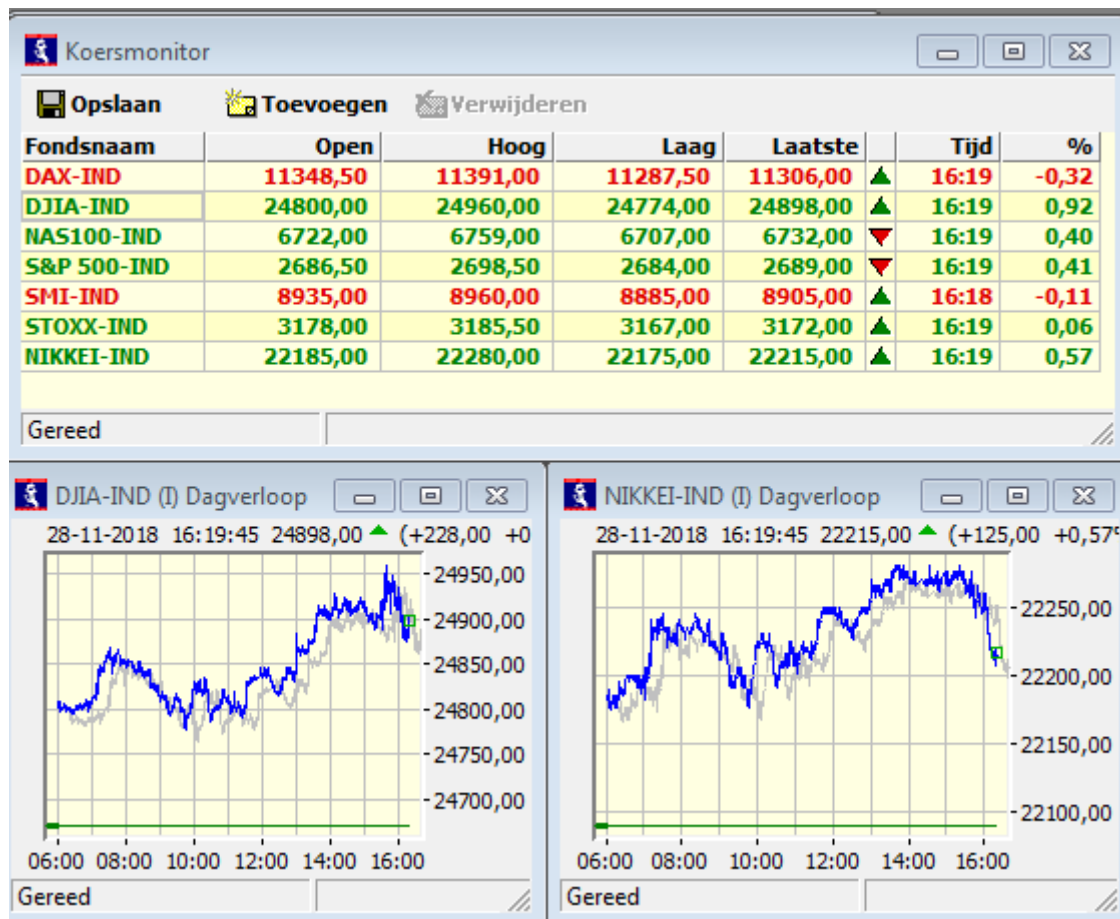 Koersmonitor
Opslaan Toevoegen Verwijderen
Fondsnaam Open Hoog Laag Laatste Tijd %
DAX-IND 11348,50 11391,00 11287,50 11306,00 16:19 -0,32
DJIA-IND 24800,00 24960,00 24774,00 24898,00 16:19 0,92
NAS100-IND 6722,00 6759,00 6707,00 6732,00 16:19 0,40
S&P 500-IND 2686,50 2698,50 2684,00 2689,00 16:19 0,41
SMI-IND 8935,00 8960,00 8885,00 8905,00 16:18 -0,11
STOXX-IND 3178,00 3185,50 3167,00 3172,00 16:19 0,06
NIKKEI-IND 22185,00 22280,00 22175,00 22215,00 16:19 0,57
Gereed
DJIA-IND (I) Dagverloop
28-11-2018 16:19:45 24898,00 (+228,00 +0
24950,00
24900,00
24850,00
24800,00
24750,00
24700,00
06:00 08:00 10:00 12:00 14:00 16:00
Gereed
NIKKEI-IND (I) Dagverloop
28-11-2018 16:19:45 22215,00 (+125,00 +0,57
22250,00
22200,00
22150,00
22100,00
06:00 08:00 10:00 12:00 14:00 16:00
Gereed